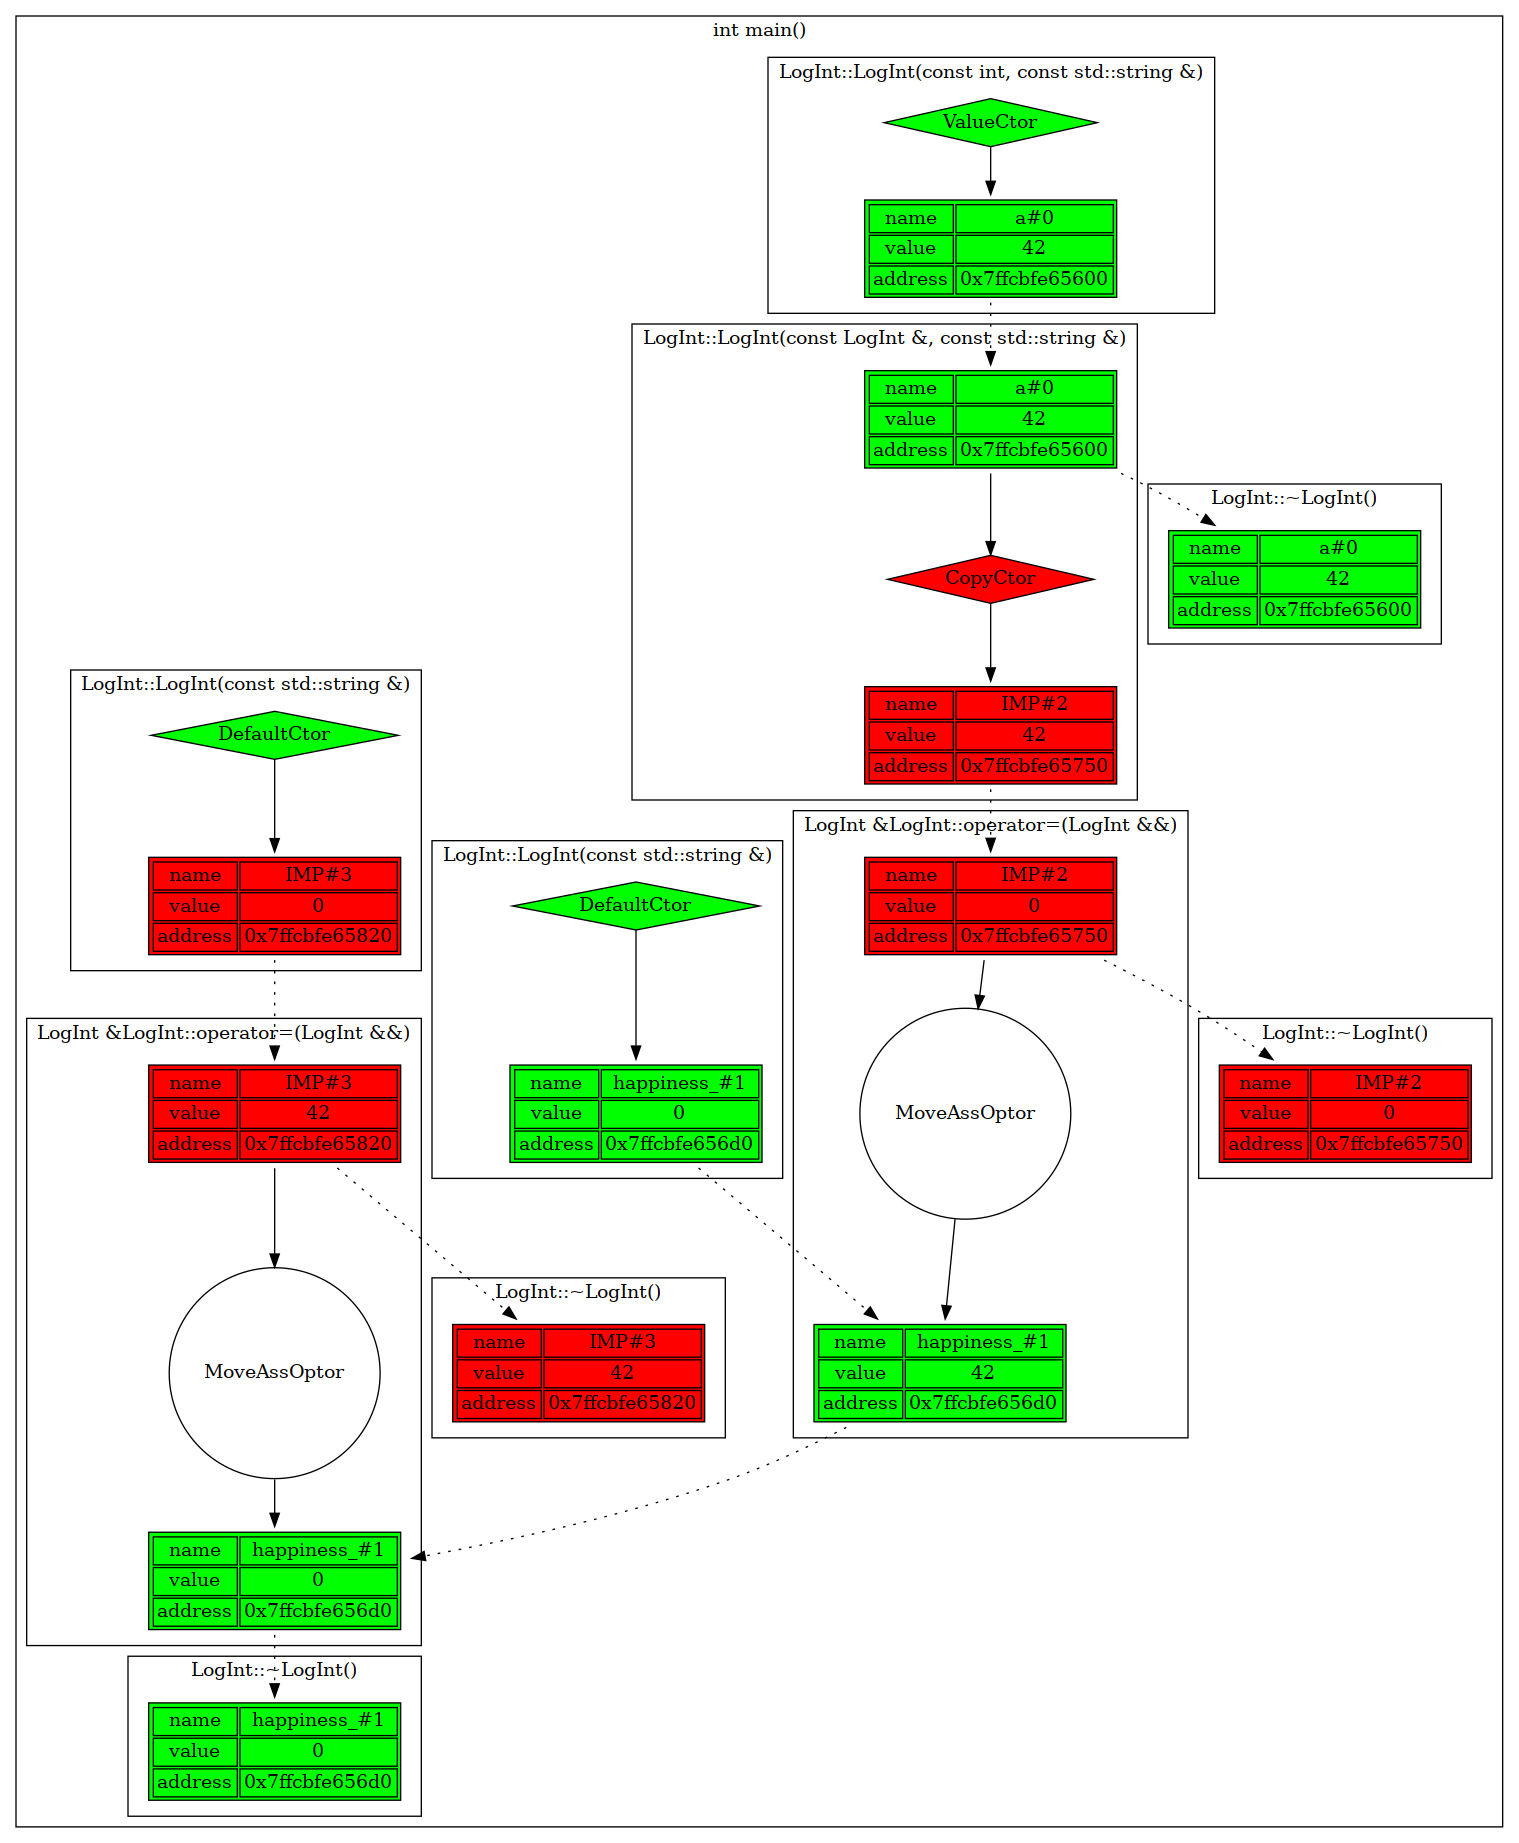 int main()
LogInt::LogInt(const int, const std::string &)
ValueCtor
name a#0
value 42
address 0x7ffcbfe65600
LogInt::LogInt(const LogInt &, const std::string &)
name a#0
value 42
address 0x7ffcbfe65600
CopyCtor
name IMP#2
value 42
address 0x7ffcbfe65750
LogInt::~LogInt()
name a#0
value 42
address 0x7ffcbfe65600
LogInt::LogInt(const std::string &)
DefaultCtor
name IMP#3
value 0
address 0x7ffcbfe65820
LogInt::LogInt(const std::string &)
DefaultCtor
name happiness_#1
value 0
address 0x7ffcbfe656d0
LogInt &LogInt::operator=(LogInt &&)
name IMP#2
value 0
address 0x7ffcbfe65750
MoveAssOptor
name happiness_#1
value 42
address 0x7ffcbfe656d0
LogInt::~LogInt()
name IMP#2
value 0
address 0x7ffcbfe65750
LogInt &LogInt::operator=(LogInt &&)
name IMP#3
value 42
address 0x7ffcbfe65820
MoveAssOptor
name happiness_#1
value 0
address 0x7ffcbfe656d0
LogInt::~LogInt()
name IMP#3
value 42
address 0x7ffcbfe65820
LogInt::~LogInt()
name happiness_#1
value 0
address 0x7ffcbfe656d0